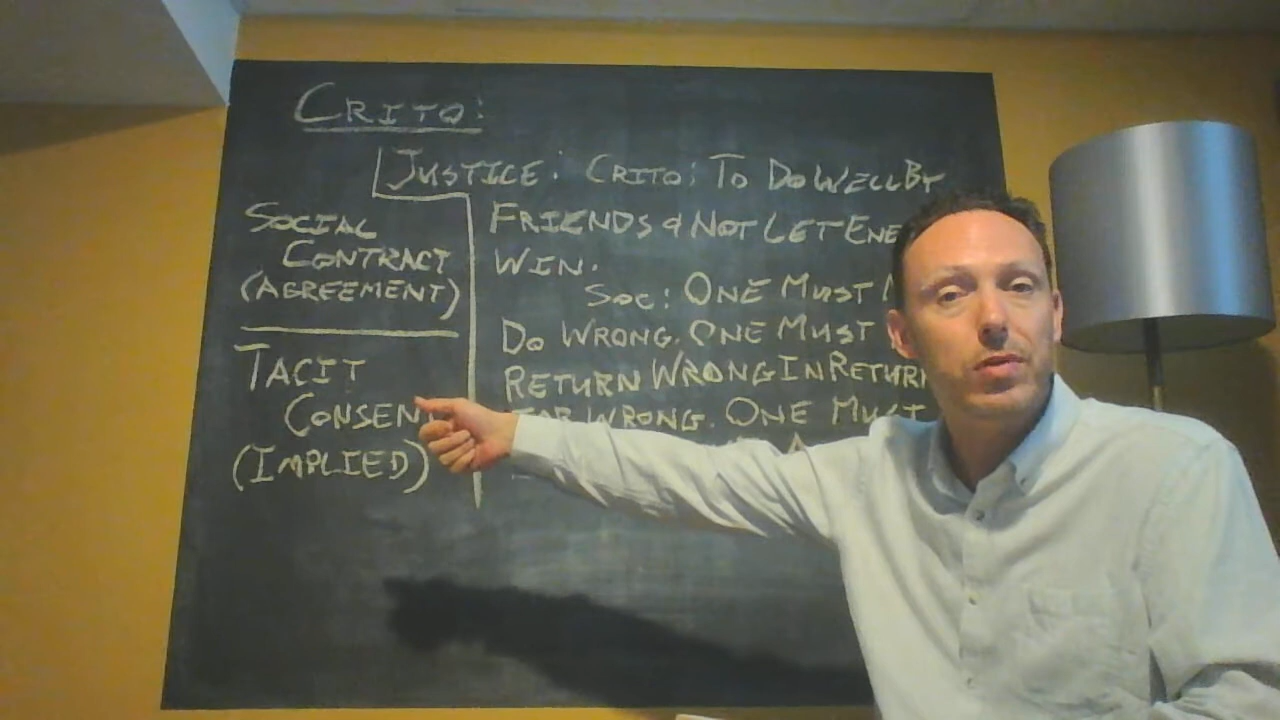 CRITO:
JUSTICE: CRITO: TO DO WELL BY
FRIENDS & NOT LET ENE
WIN.
SOC: ONE MUST
DO WRONG. ONE MUST
RETURN WRONG IN RETURN
FOR WRONG. ONE MUST
SOCIAL
CONTRACT
(AGREEMENT)
TACIT
CONSEN
(IMPLIED)